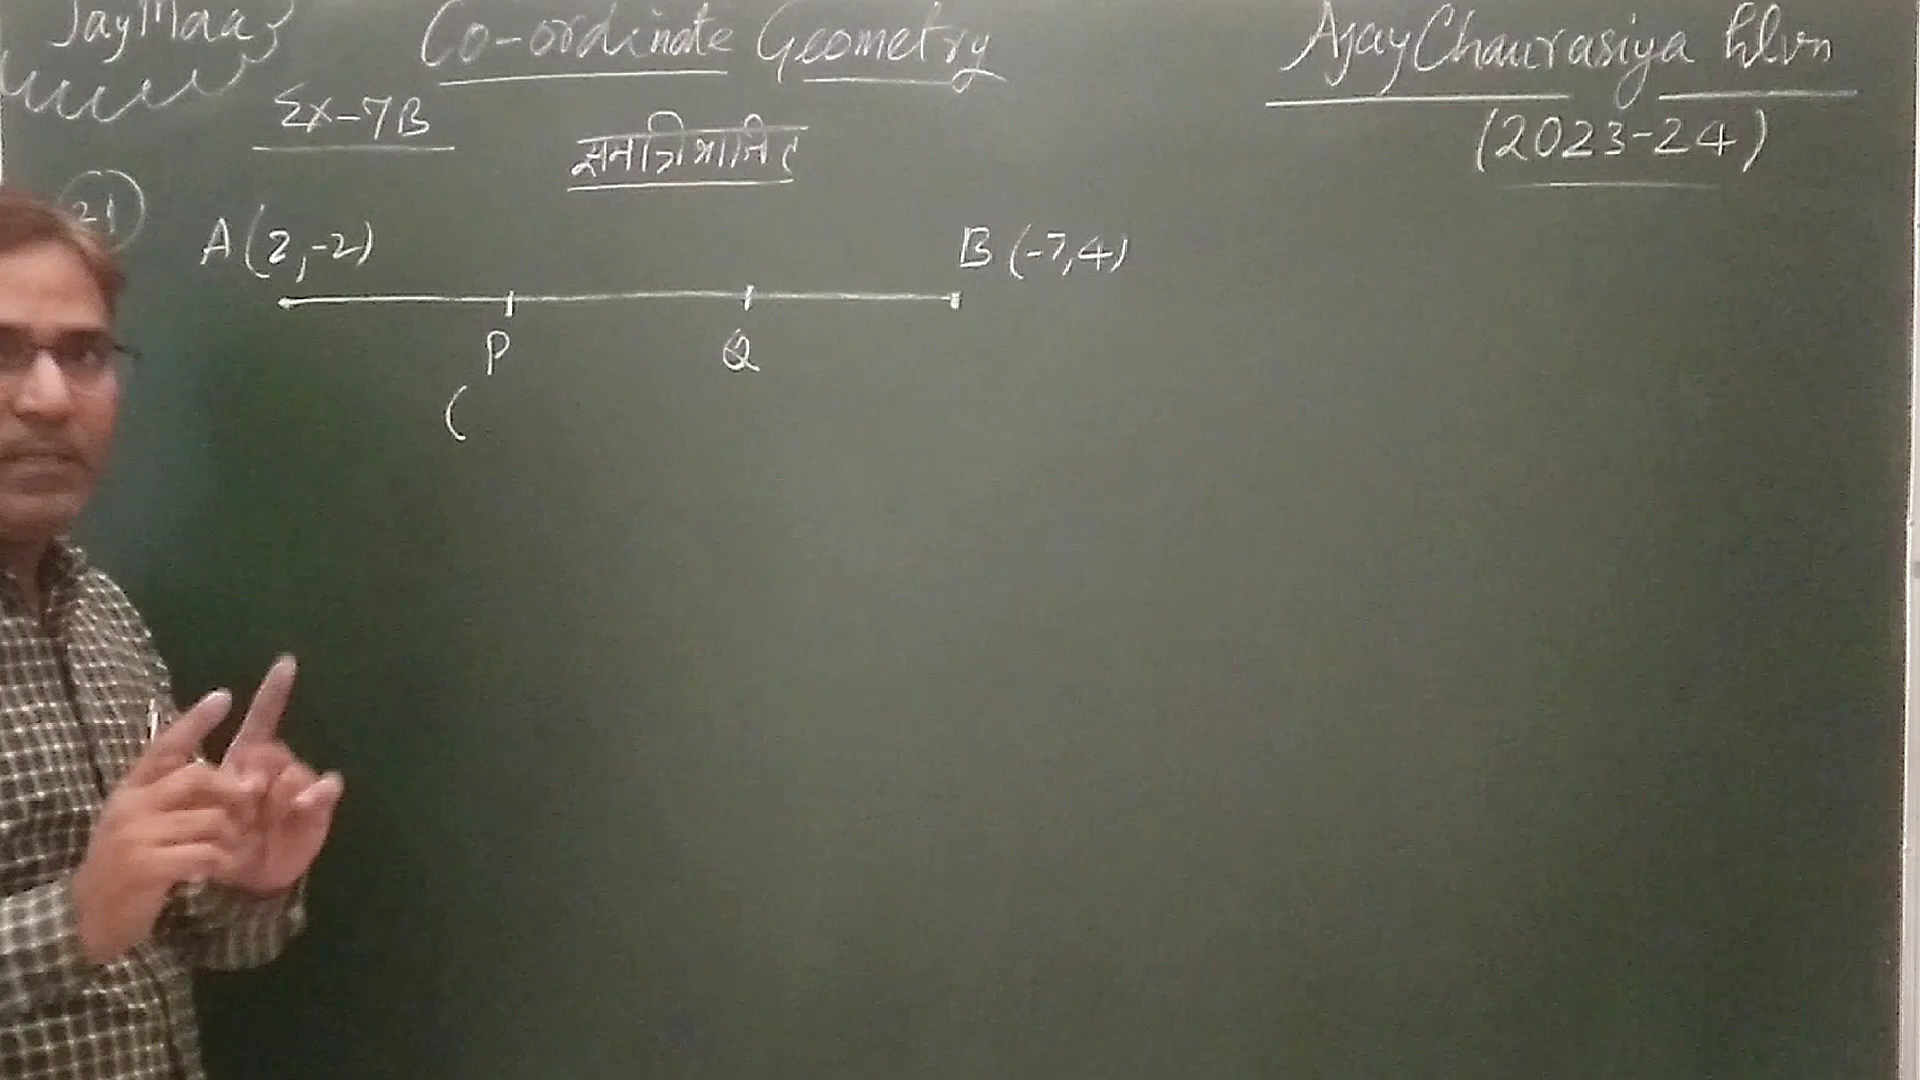 Jay Maa
Co-ordinate Geometry
Ajay Chaurasiya
(2023-24)
Ex-7B
समत्रिभाजित
21
A (2,-2)
B (-7,4)
P
Q
(